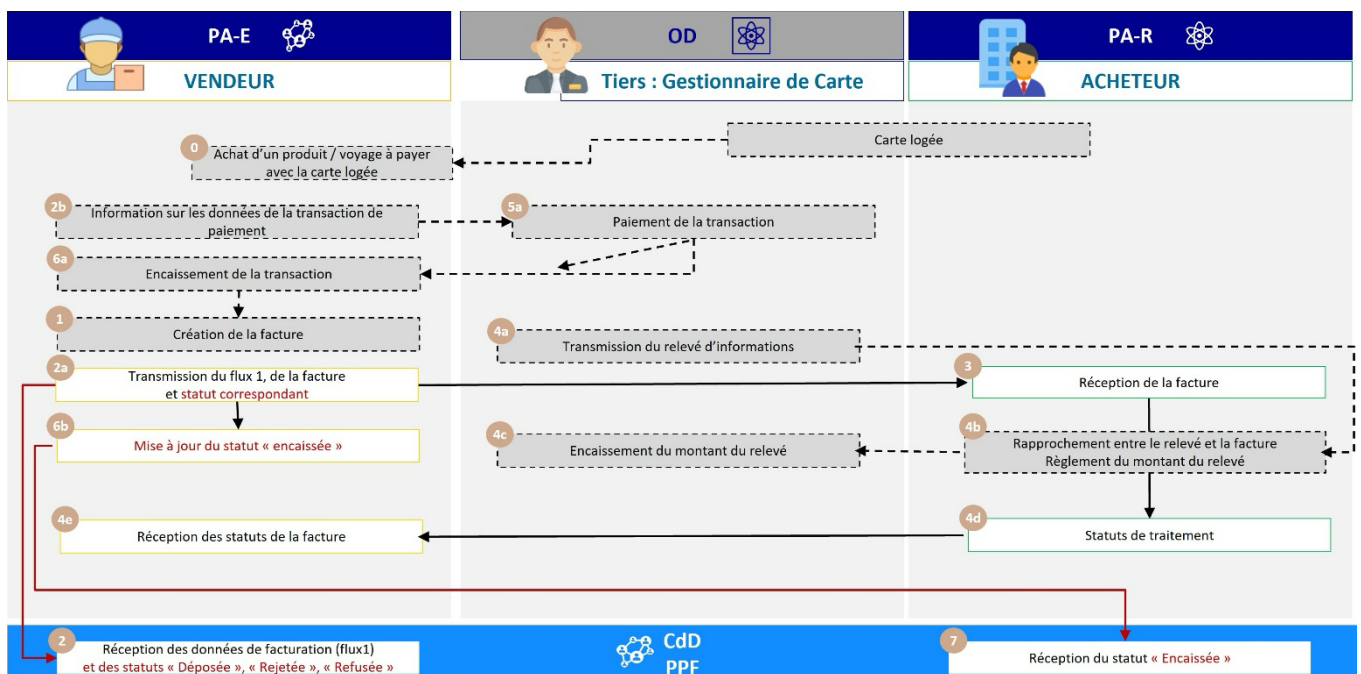 PA-E
OD
PA-R
VENDEUR
Tiers : Gestionnaire de Carte
ACHETEUR
0
Achat d'un produit / voyage à payer
avec la carte logée
Carte logée
2b
Information sur les données de la transaction de
paiement
5a
Paiement de la transaction
6a
Encaissement de la transaction
1
Création de la facture
4a
Transmission du relevé d'informations
2a
Transmission du flux 1, de la facture
et statut correspondant
3
Réception de la facture
6b
Mise à jour du statut « encaissée »
4c
Encaissement du montant du relevé
4b
Rapprochement entre le relevé et la facture
Règlement du montant du relevé
4e
Réception des statuts de la facture
4d
Statuts de traitement
2
Réception des données de facturation (flux1)
et des statuts « Déposée », « Rejetée », « Refusée »
CdD
PPF
7
Réception du statut « Encaissée »